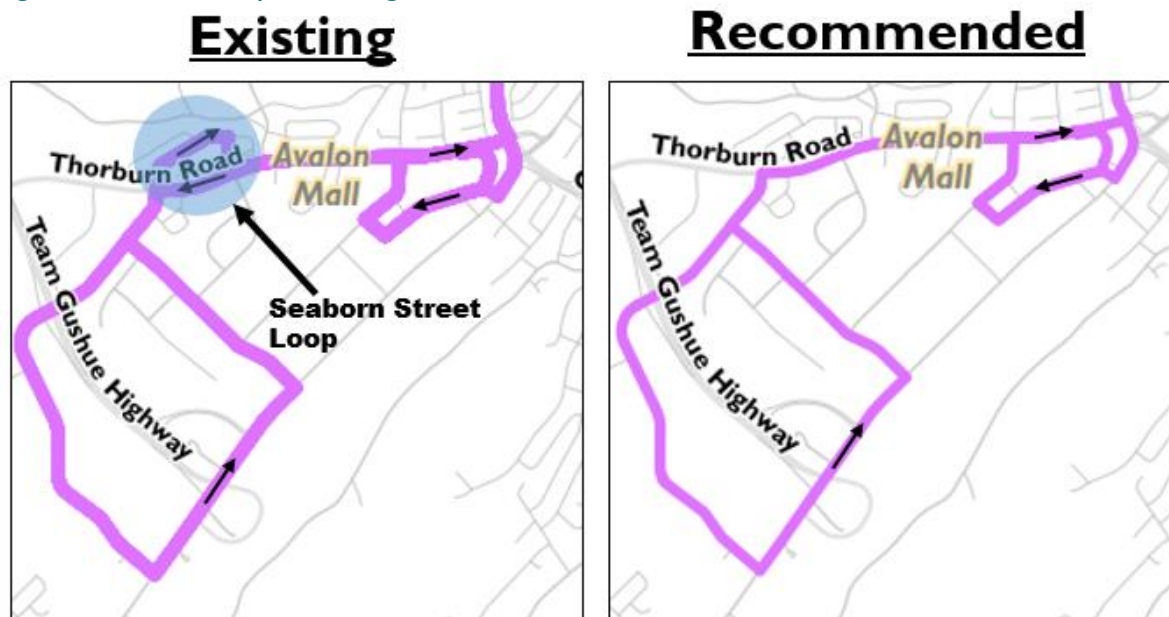 Existing
Recommended
Thorburn Road
Avalon
Mall
Team Gushue Highway
Seaborn Street
Loop
Thorburn Road
Avalon
Mall
Team Gushue Highway